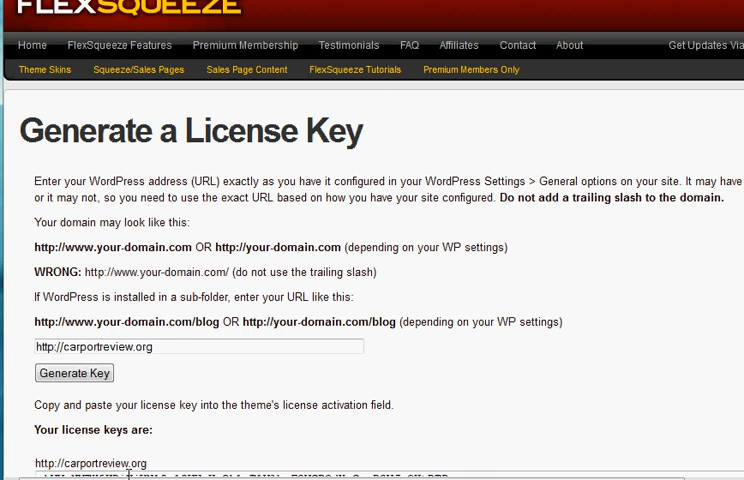 FLEXSQUEEZE
Home FlexSqueeze Features Premium Membership Testimonials FAQ Affiliates Contact About Get Updates Via
Theme Skins Squeeze/Sales Pages Sales Page Content FlexSqueeze Tutorials Premium Members Only
Generate a License Key
Enter your WordPress address (URL) exactly as you have it configured in your WordPress Settings > General options on your site. It may have
or it may not, so you need to use the exact URL based on how you have your site configured. Do not add a trailing slash to the domain.
Your domain may look like this:
http://www.your-domain.com OR http://your-domain.com (depending on your WP settings)
WRONG: http://www.your-domain.com/ (do not use the trailing slash)
If WordPress is installed in a sub-folder, enter your URL like this:
http://www.your-domain.com/blog OR http://your-domain.com/blog (depending on your WP settings)
http://carportreview.org
Generate Key
Copy and paste your license key into the theme's license activation field.
Your license keys are:
http://carportreview.org